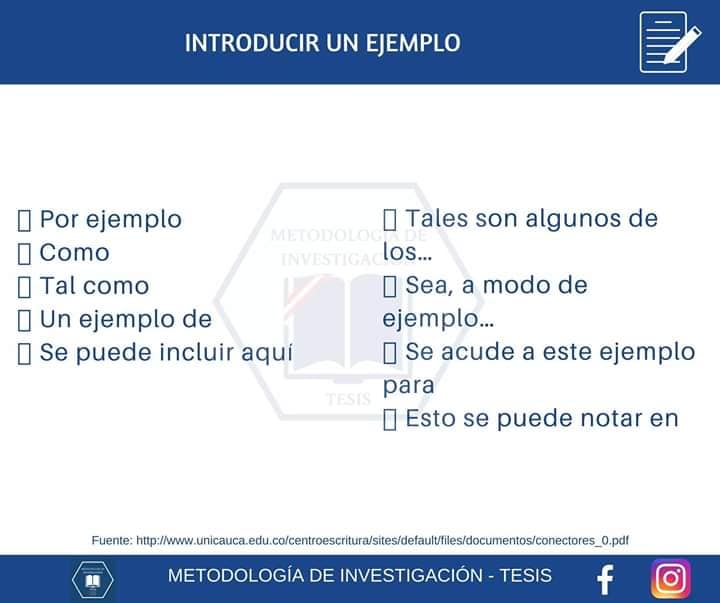 INTRODUCIR UN EJEMPLO
▯ Por ejemplo
▯ Como
▯ Tal como
▯ Un ejemplo de
▯ Se puede incluir aquí
▯ Tales son algunos de
los...
▯ Sea, a modo de
ejemplo...
▯ Se acude a este ejemplo
para
▯ Esto se puede notar en
METODOLOGÍA DE
INVESTIGACIÓN
TESIS
Fuente: http://www.unicauca.edu.co/centroescritura/sites/default/files/documentos/conectores_0.pdf
METODOLOGÍA DE INVESTIGACIÓN - TESIS